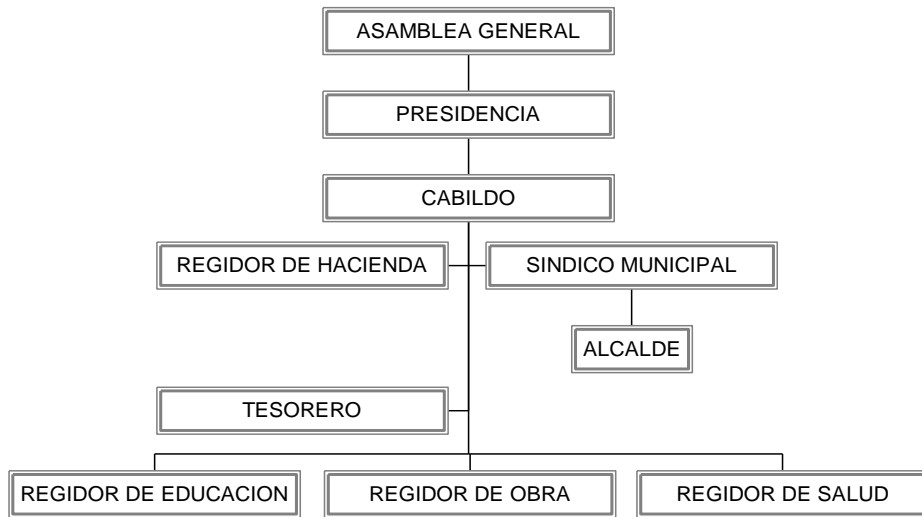 ASAMBLEA GENERAL
PRESIDENCIA
CABILDO
REGIDOR DE HACIENDA
SINDICO MUNICIPAL
ALCALDE
TESORERO
REGIDOR DE EDUCACION
REGIDOR DE OBRA
REGIDOR DE SALUD